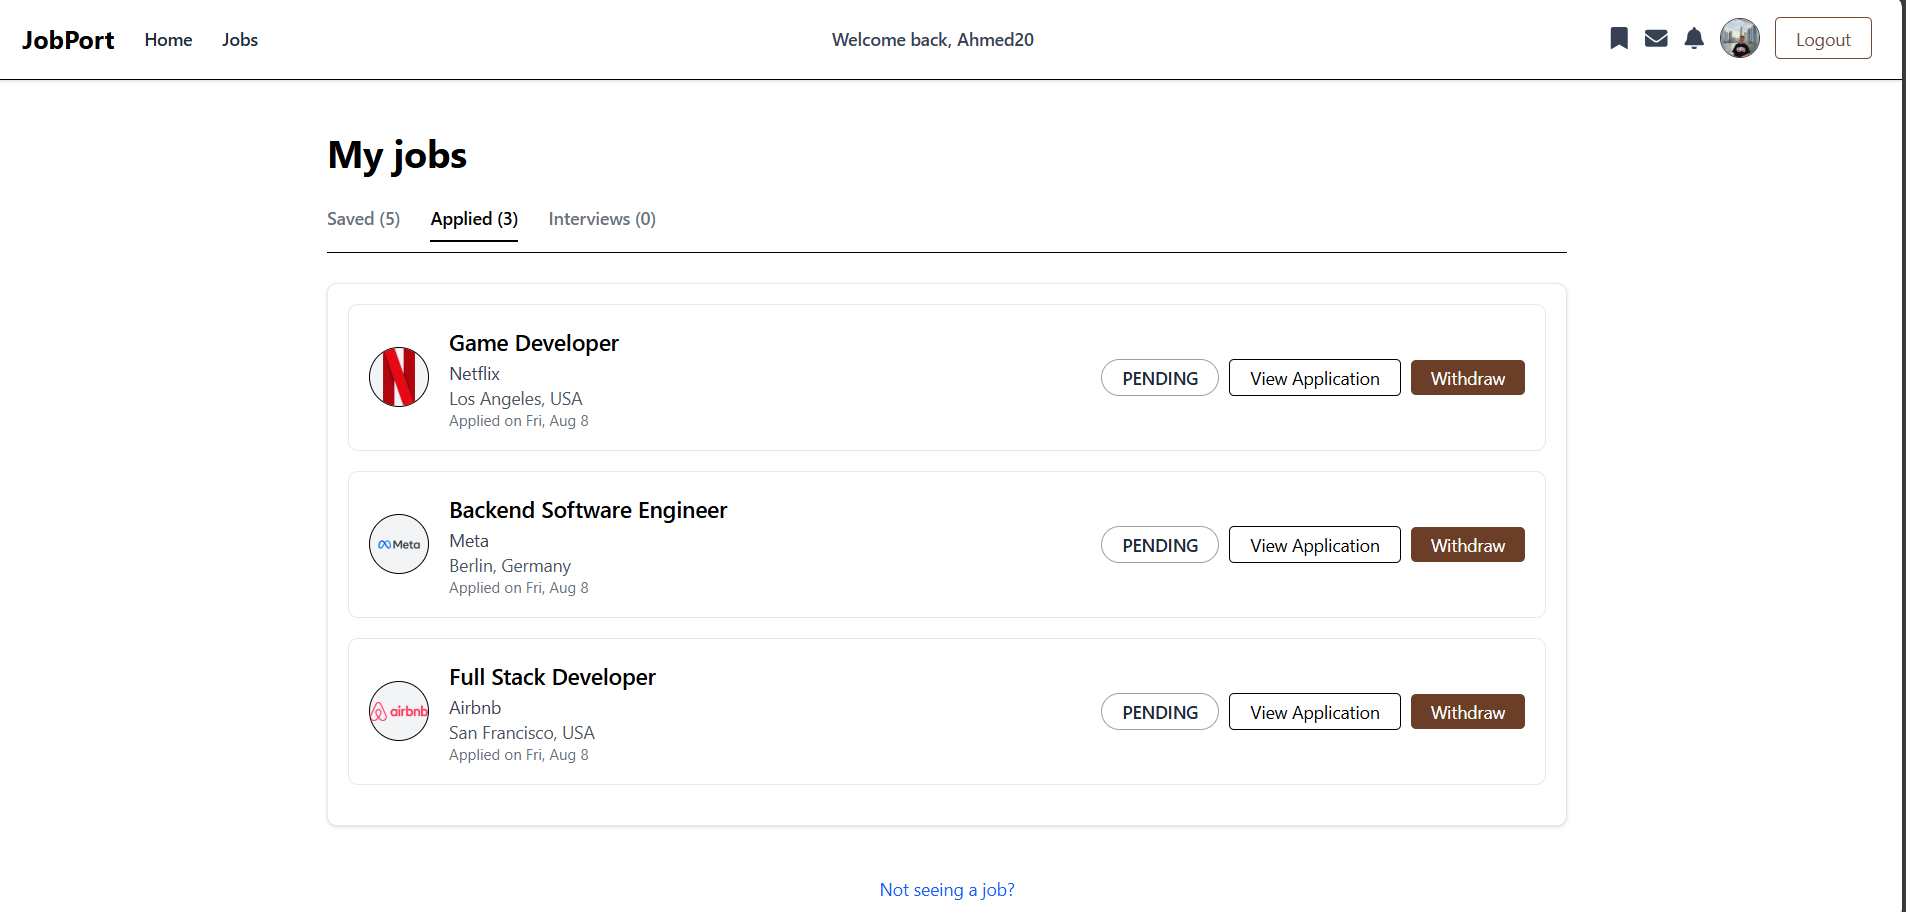 JobPort Home Jobs Welcome back, Ahmed20 Logout
My jobs
Saved (5) Applied (3) Interviews (0)
Game Developer
Netflix
Los Angeles, USA
Applied on Fri, Aug 8
PENDING View Application Withdraw
Backend Software Engineer
Meta
Meta
Berlin, Germany
Applied on Fri, Aug 8
PENDING View Application Withdraw
Full Stack Developer
airbnb
Airbnb
San Francisco, USA
Applied on Fri, Aug 8
PENDING View Application Withdraw
Not seeing a job?